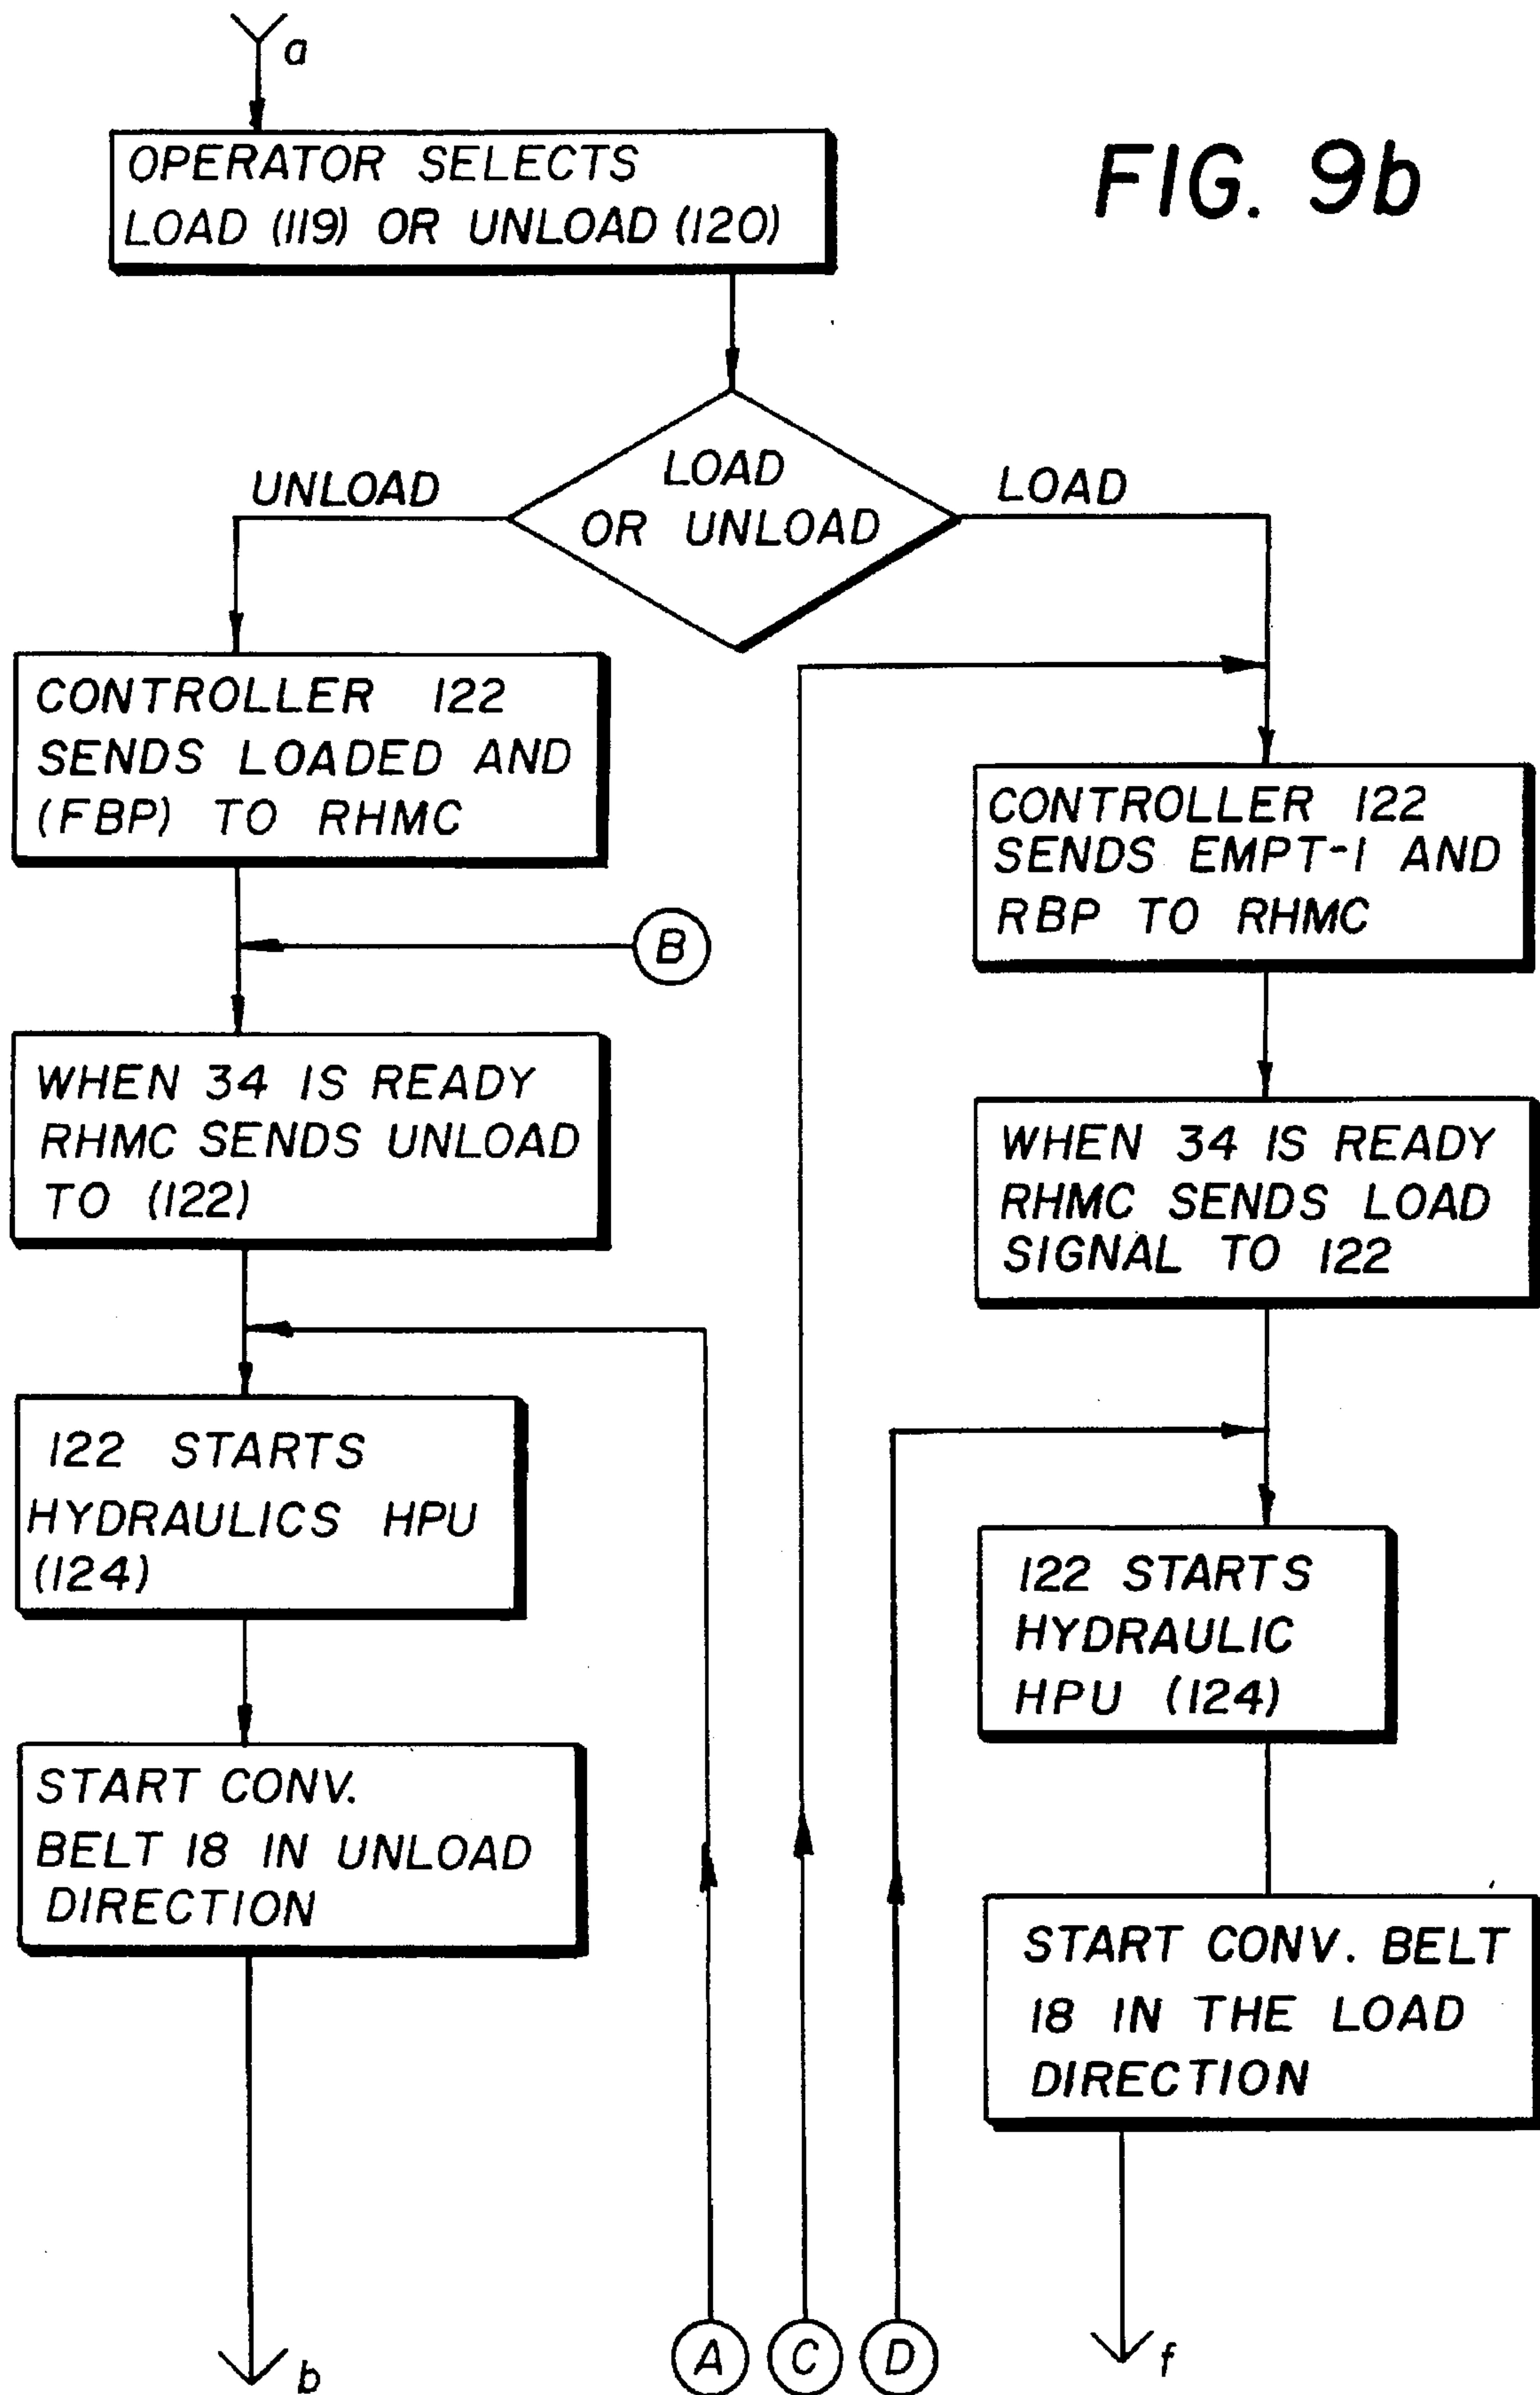 a
OPERATOR SELECTS
LOAD (119) OR UNLOAD (120)
FIG. 9b
LOAD
OR UNLOAD
UNLOAD
LOAD
CONTROLLER 122
SENDS LOADED AND
(FBP) TO RHMC
B
WHEN 34 IS READY
RHMC SENDS UNLOAD
TO (122)
122 STARTS
HYDRAULICS HPU
(124)
START CONV.
BELT 18 IN UNLOAD
DIRECTION
b
A
C
D
CONTROLLER 122
SENDS EMPT-1 AND
RBP TO RHMC
WHEN 34 IS READY
RHMC SENDS LOAD
SIGNAL TO 122
122 STARTS
HYDRAULIC
HPU (124)
START CONV. BELT
18 IN THE LOAD
DIRECTION
f